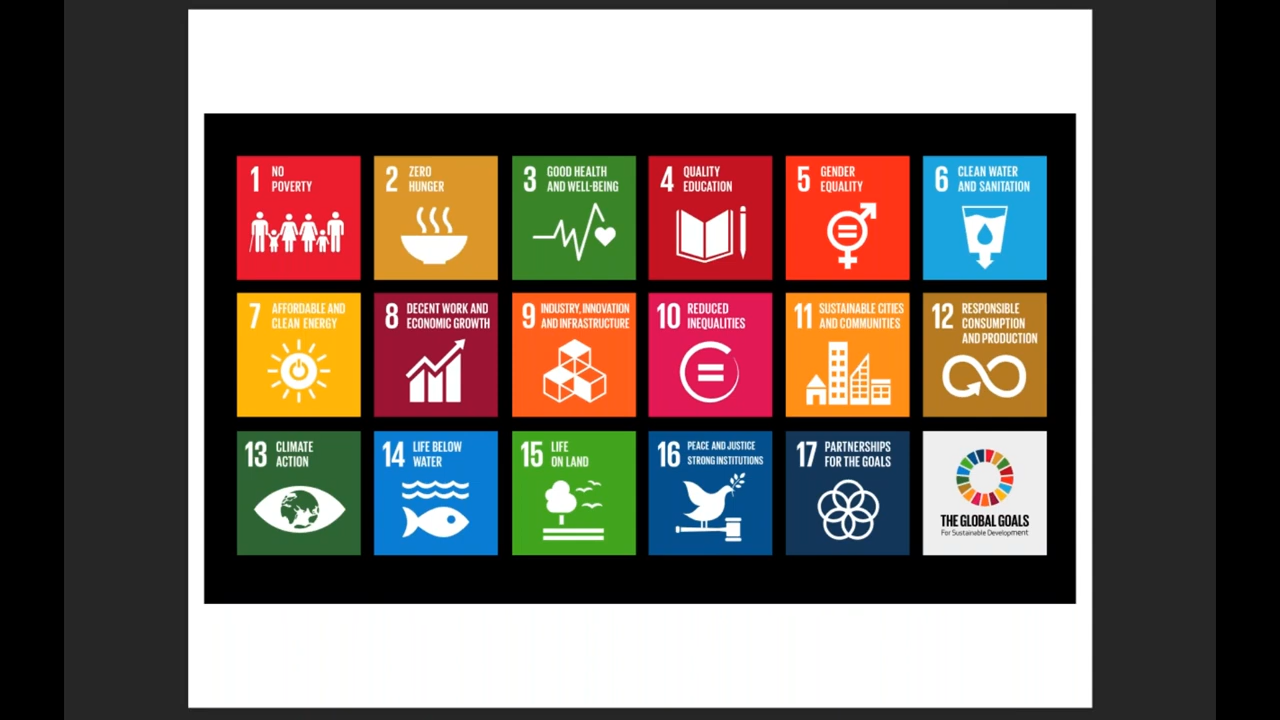 1 NO
POVERTY
2 ZERO
HUNGER
3 GOOD HEALTH
AND WELL-BEING
4 QUALITY
EDUCATION
5 GENDER
EQUALITY
6 CLEAN WATER
AND SANITATION
7 AFFORDABLE AND
CLEAN ENERGY
8 DECENT WORK AND
ECONOMIC GROWTH
9 INDUSTRY, INNOVATION
AND INFRASTRUCTURE
10 REDUCED
INEQUALITIES
11 SUSTAINABLE CITIES
AND COMMUNITIES
12 RESPONSIBLE
CONSUMPTION
AND PRODUCTION
13 CLIMATE
ACTION
14 LIFE BELOW
WATER
15 LIFE
ON LAND
16 PEACE AND JUSTICE
STRONG INSTITUTIONS
17 PARTNERSHIPS
FOR THE GOALS
THE GLOBAL GOALS
For Sustainable Development